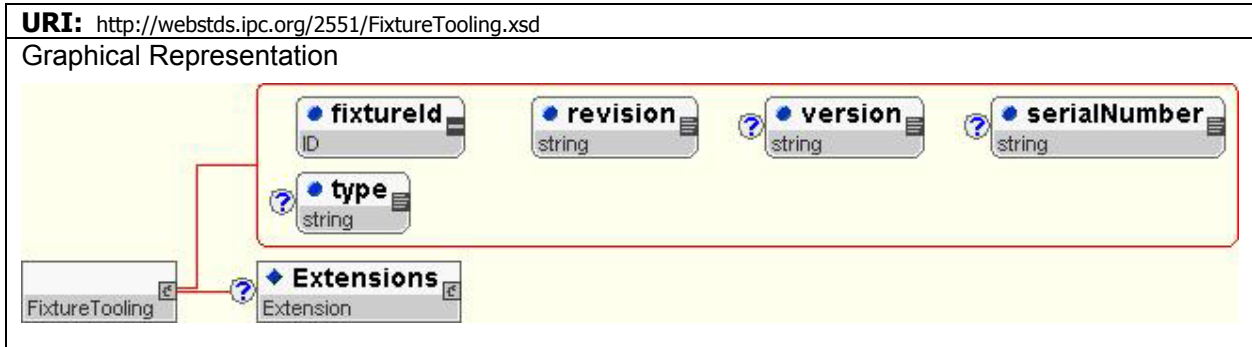 URI: http://webstds.ipc.org/2551/FixtureTooling.xsd
Graphical Representation
fixtureId revision version serialNumber
ID string string string
type
string
Extensions
FixtureTooling Extension